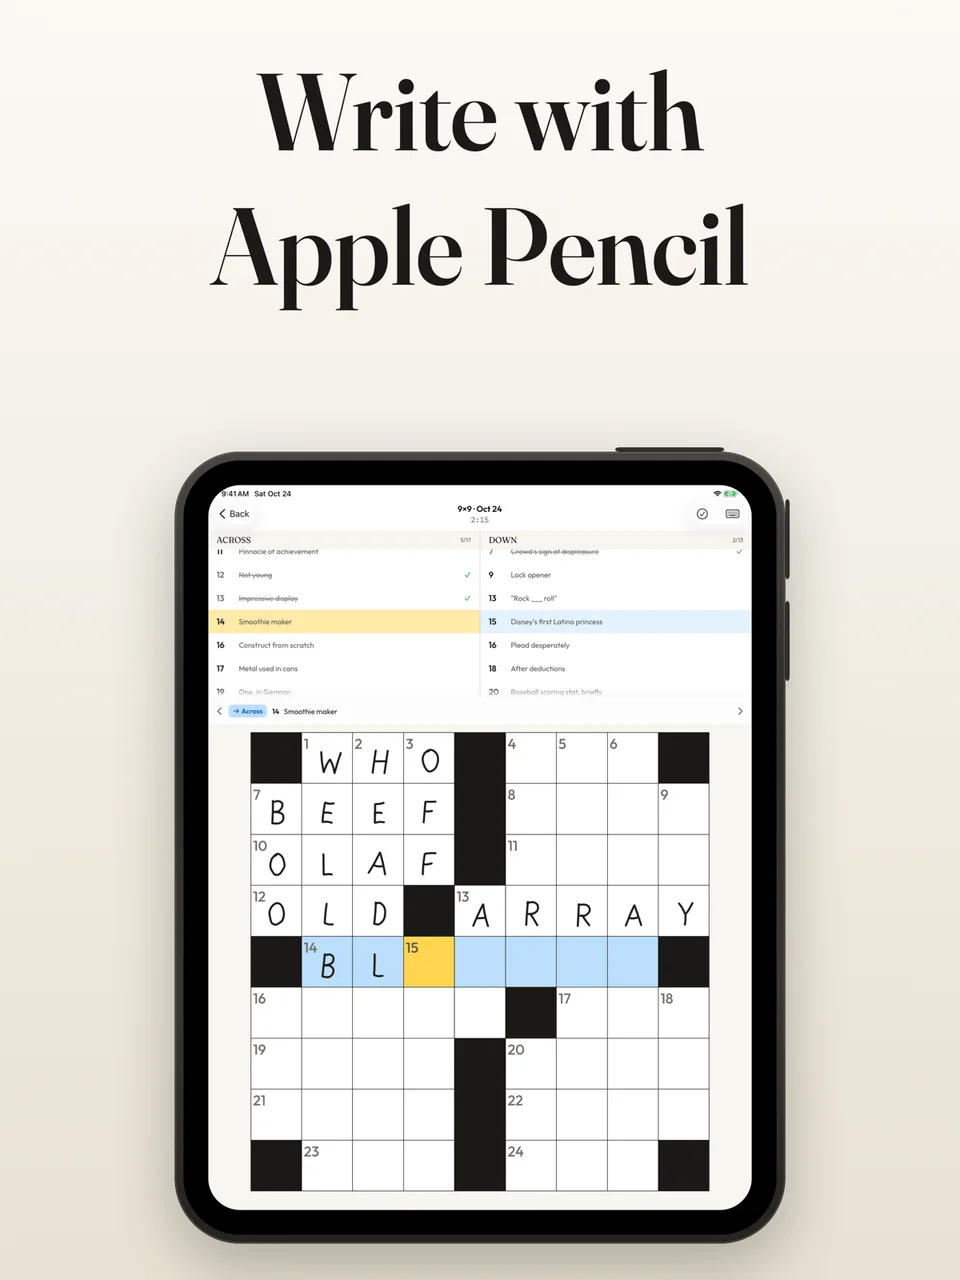 Write with
Apple Pencil
9:41AM Sat Oct 24
Back
9×9 · Oct 24
2:15
ACROSS 5/17
11 Pinnacle of achievement
12 Not young
13 Impressive display
14 Smoothie maker
16 Construct from scratch
17 Metal used in cans
19 One, in German
DOWN 2/13
7 Crowd's sign of displeasure
9 Lock opener
13 "Rock ___ roll"
15 Disney's first Latina princess
16 Plead desperately
18 After deductions
20 Baseball scoring stat, briefly
→ Across 14 Smoothie maker
1 W 2 H 3 O 4 5 6
7 B E E F 8 9
10 O L A F 11
12 O L D 13 A R R A Y
14 B L 15
16 17 18
19 20
21 22
23 24